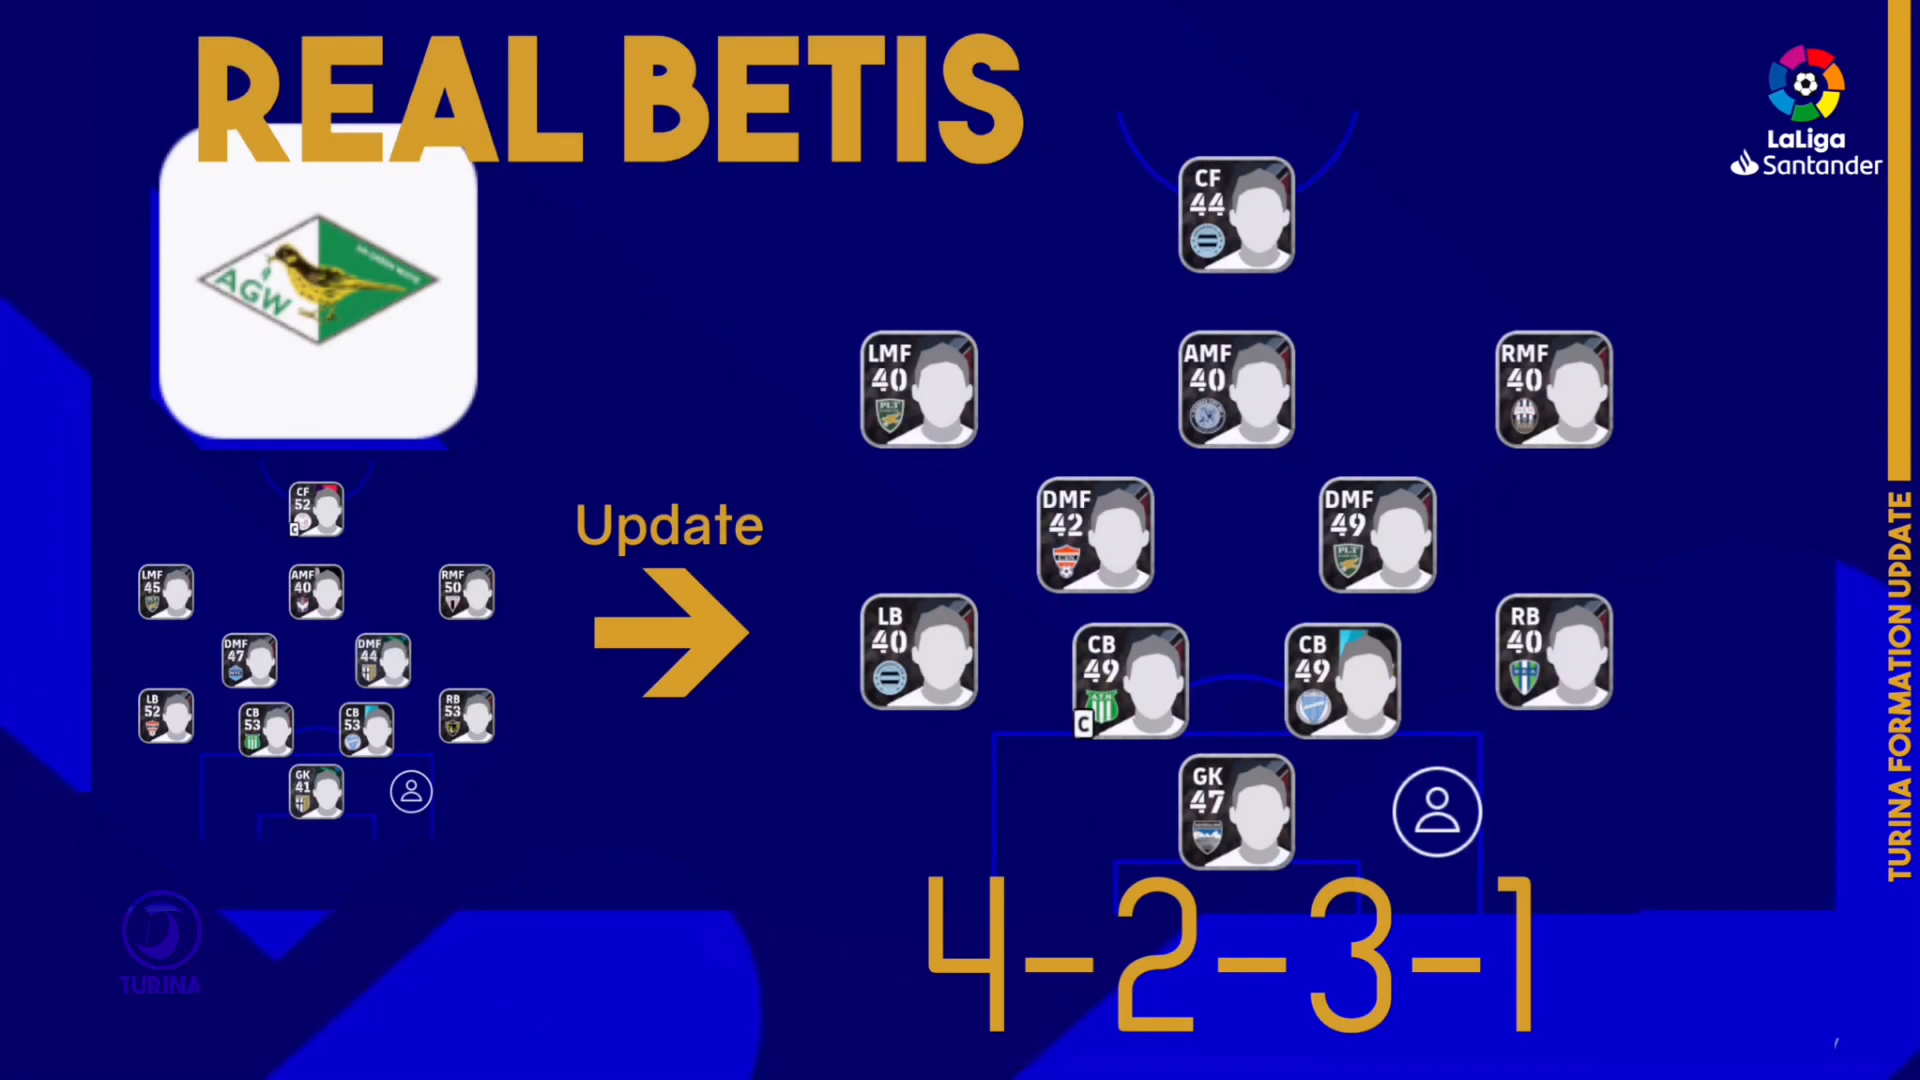 REAL BETIS
LaLiga
Santander
AGW
CF
52
C
LMF
45
AMF
40
RMF
50
DMF
47
DMF
44
LB
52
CB
53
CB
53
RB
53
GK
41
Update
CF
44
LMF
40
PLT
AMF
40
RMF
40
DMF
42
DMF
49
PLT
LB
40
CB
49
C
CB
49
RB
40
GK
47
4-2-3-1
TURINA FORMATION UPDATE
TURINA